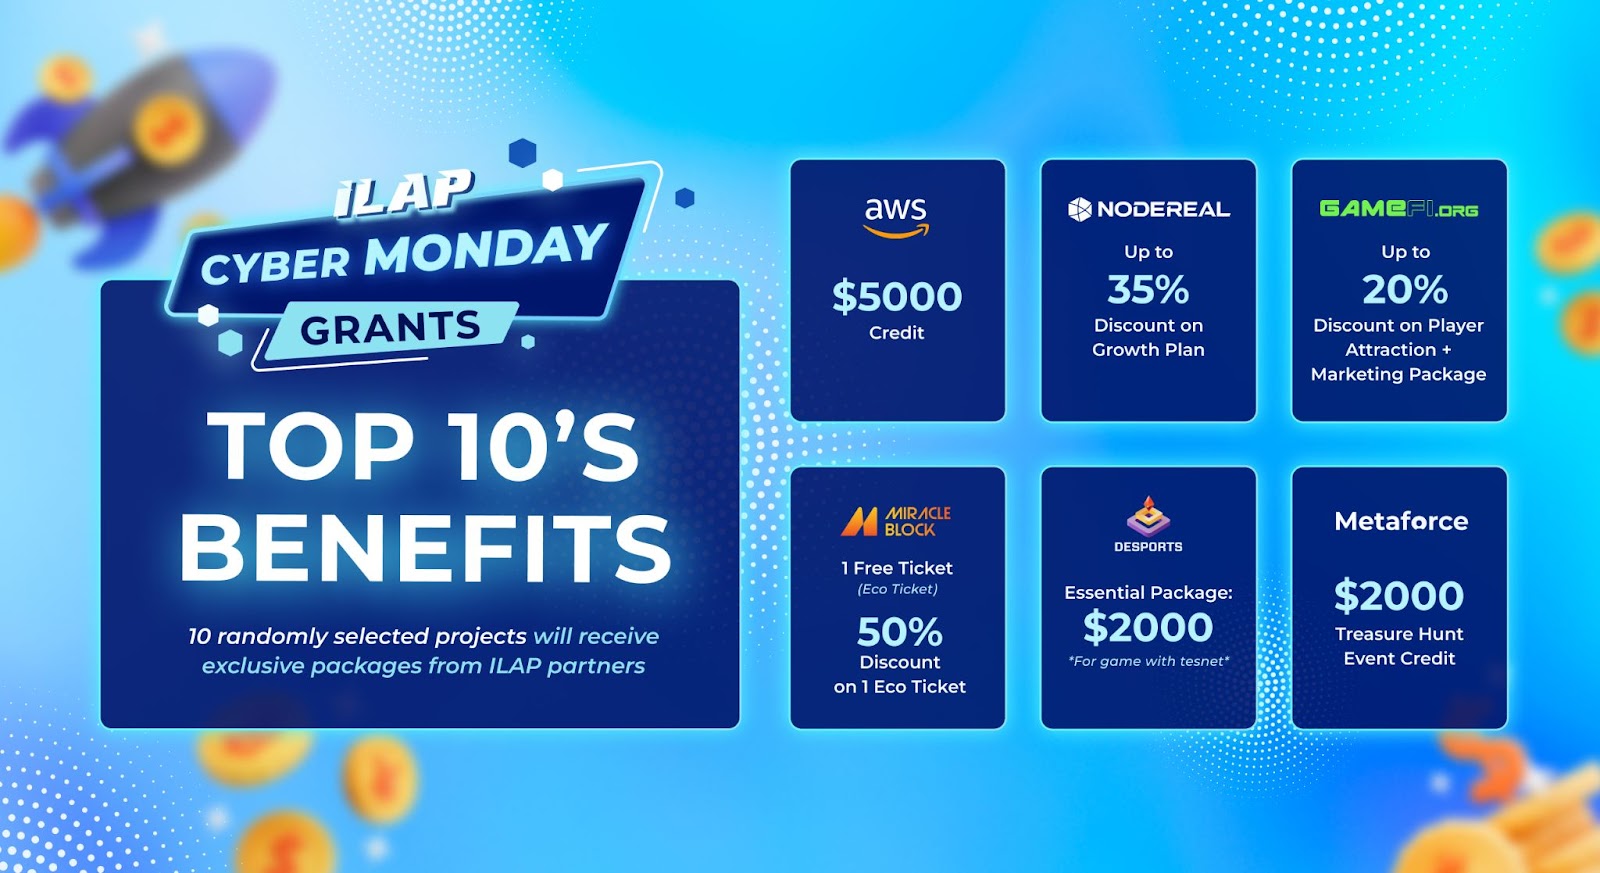 ILAP
CYBER MONDAY
GRANTS
TOP 10'S
BENEFITS
10 randomly selected projects will receive
exclusive packages from ILAP partners
aws
$5000
Credit
NODEREAL
Up to
35%
Discount on
Growth Plan
GAMEFI.ORG
Up to
20%
Discount on Player
Attraction +
Marketing Package
MIRACLE
BLOCK
1 Free Ticket
(Eco Ticket)
50%
Discount
on 1 Eco Ticket
DESPORTS
Essential Package:
$2000
*For game with tesnet*
Metaforce
$2000
Treasure Hunt
Event Credit